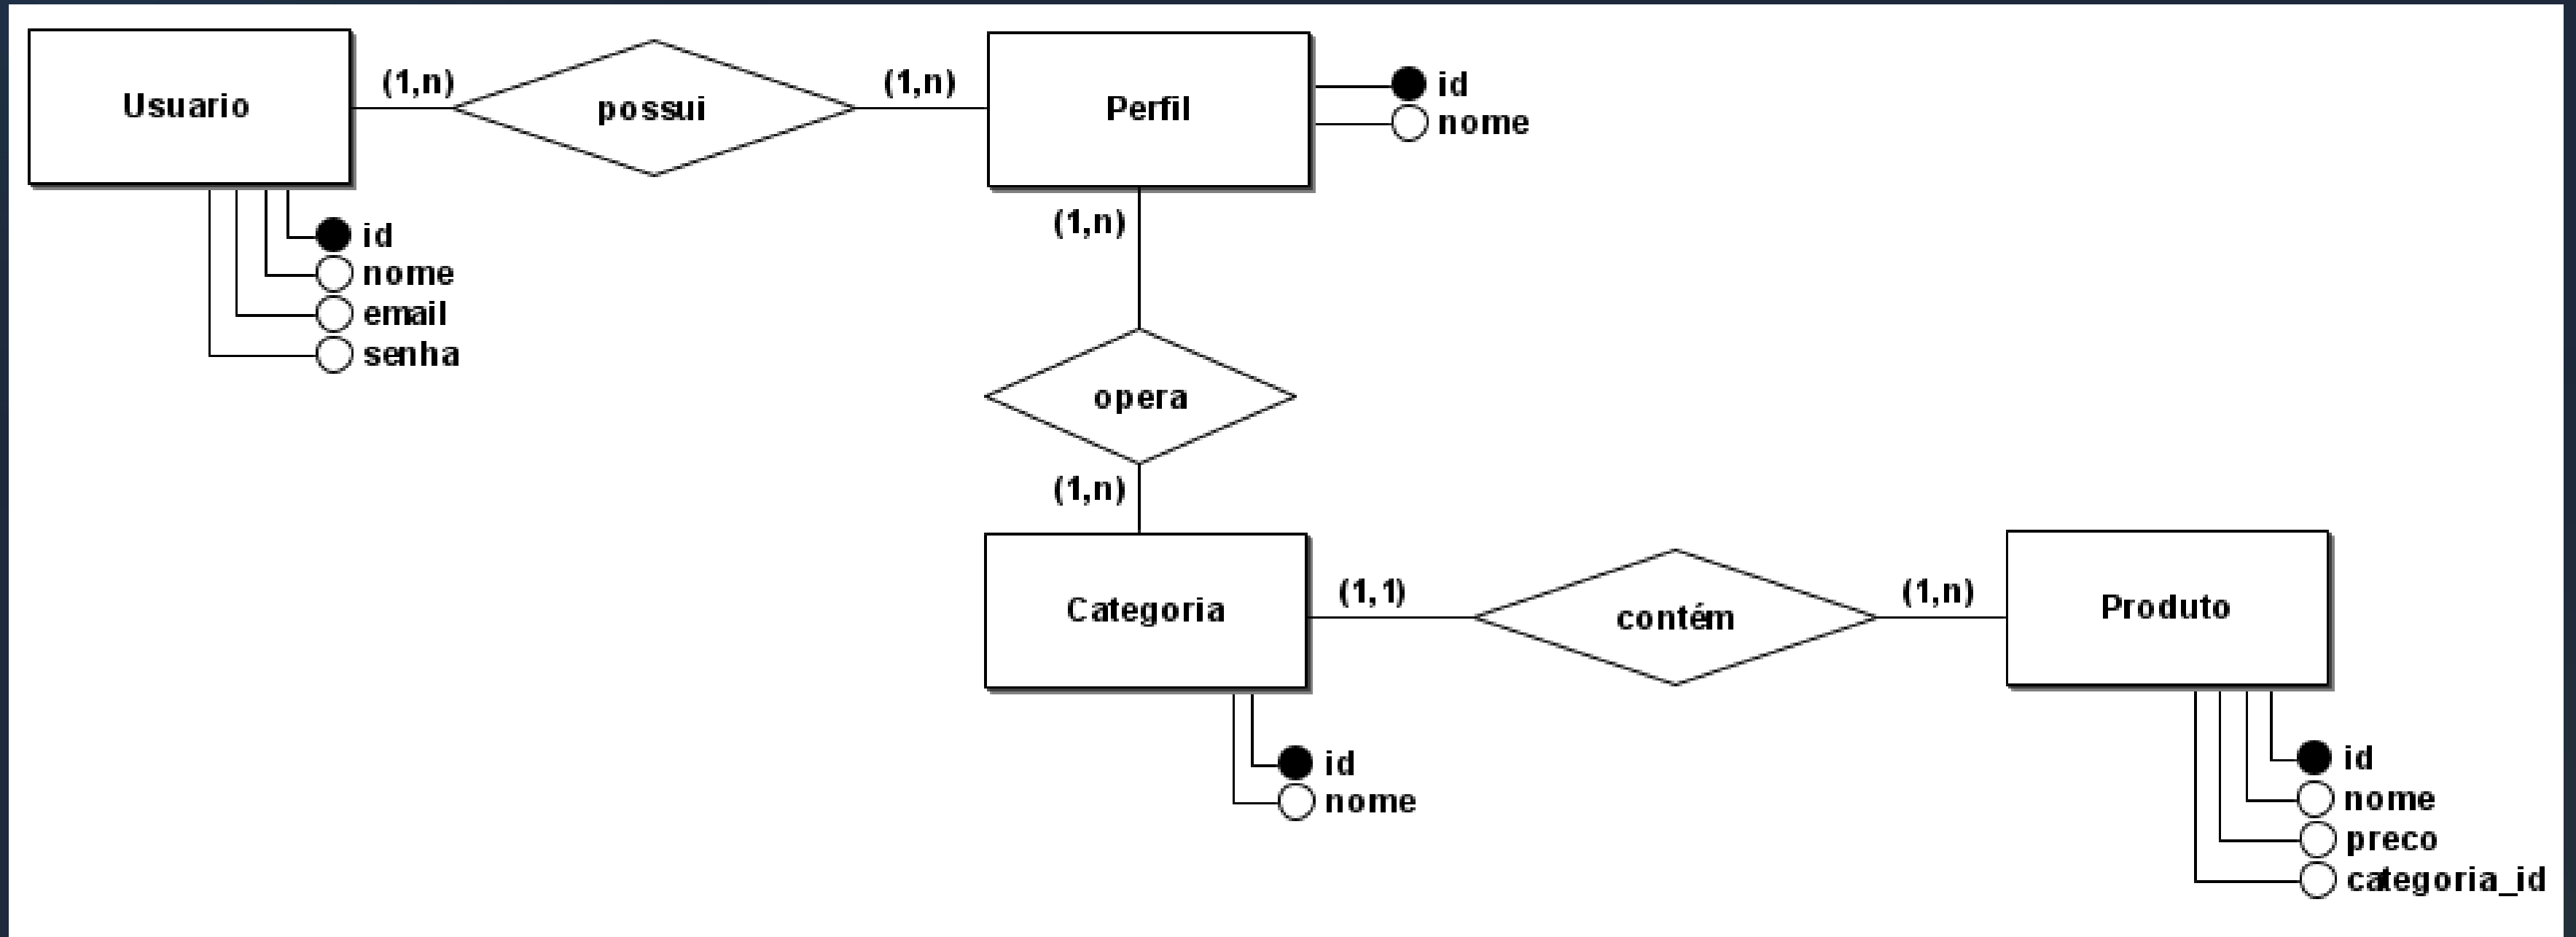 Usuario
(1,n)
possui
(1,n)
Perfil
id
nome
id
nome
email
senha
(1,n)
opera
(1,n)
Categoria
(1,1)
contém
(1,n)
Produto
id
nome
id
nome
preco
categoria_id